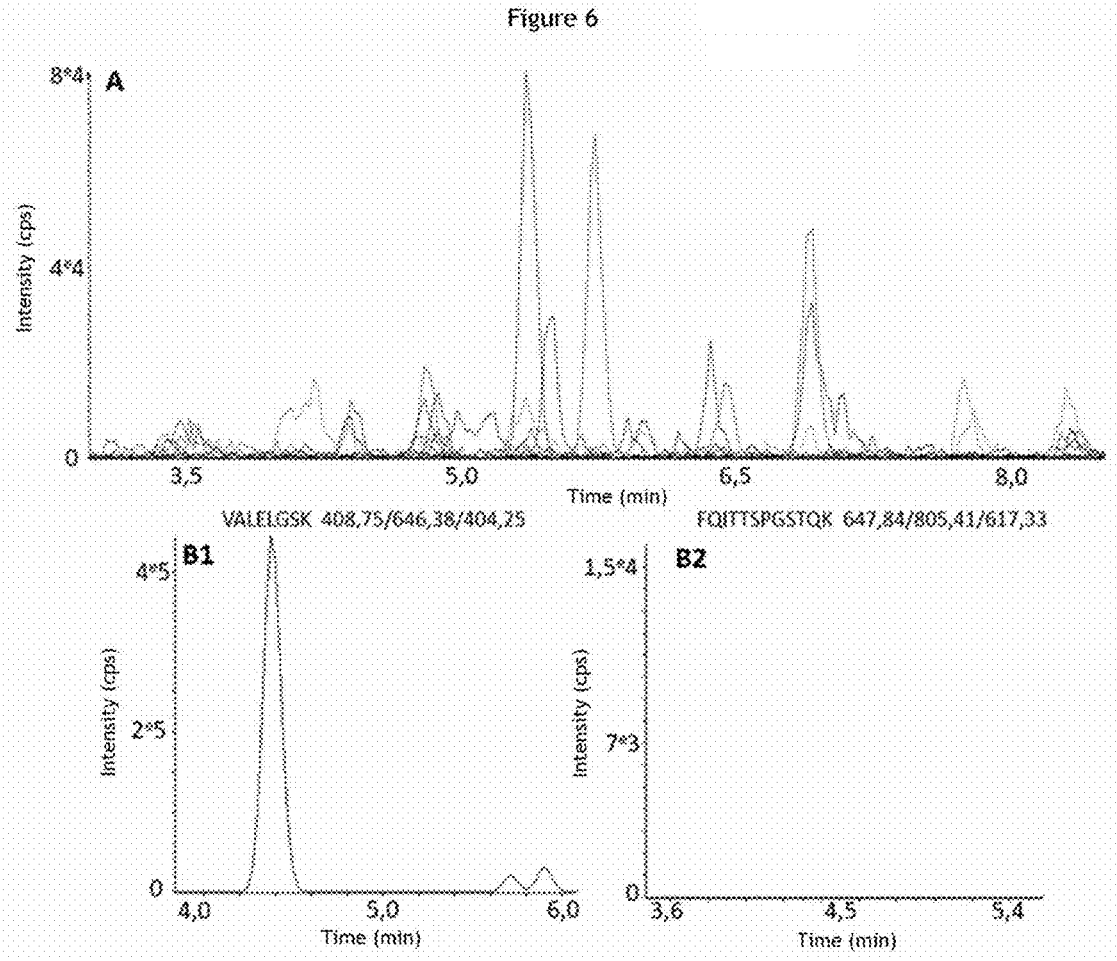 Figure 6
8*4
A
Intensity (cps)
4*4
0
3,5 5,0 6,5 8,0
Time (min)
VALELGSK 408,75/646,38/404,25
B1
4*5
Intensity (cps)
2*5
0
4,0 5,0 6,0
Time (min)
FQITTSPGSTQK 647,84/805,41/617,33
B2
1,5*4
Intensity (cps)
7*3
0
3,6 4,5 5,4
Time (min)